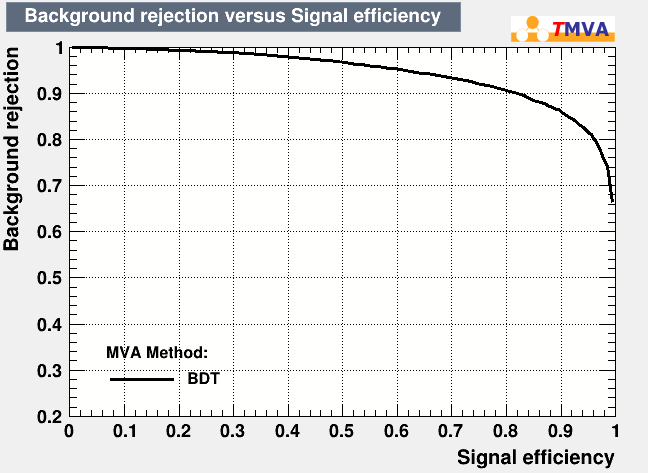 Background rejection versus Signal efficiency
TMVA
Background rejection
1
0.9
0.8
0.7
0.6
0.5
0.4
0.3
0.2
MVA Method:
BDT
0 0.1 0.2 0.3 0.4 0.5 0.6 0.7 0.8 0.9 1
Signal efficiency